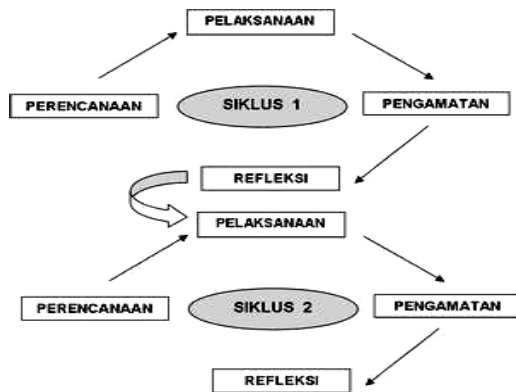 PELAKSANAAN
PERENCANAAN
SIKLUS 1
PENGAMATAN
REFLEKSI
PELAKSANAAN
PERENCANAAN
SIKLUS 2
PENGAMATAN
REFLEKSI